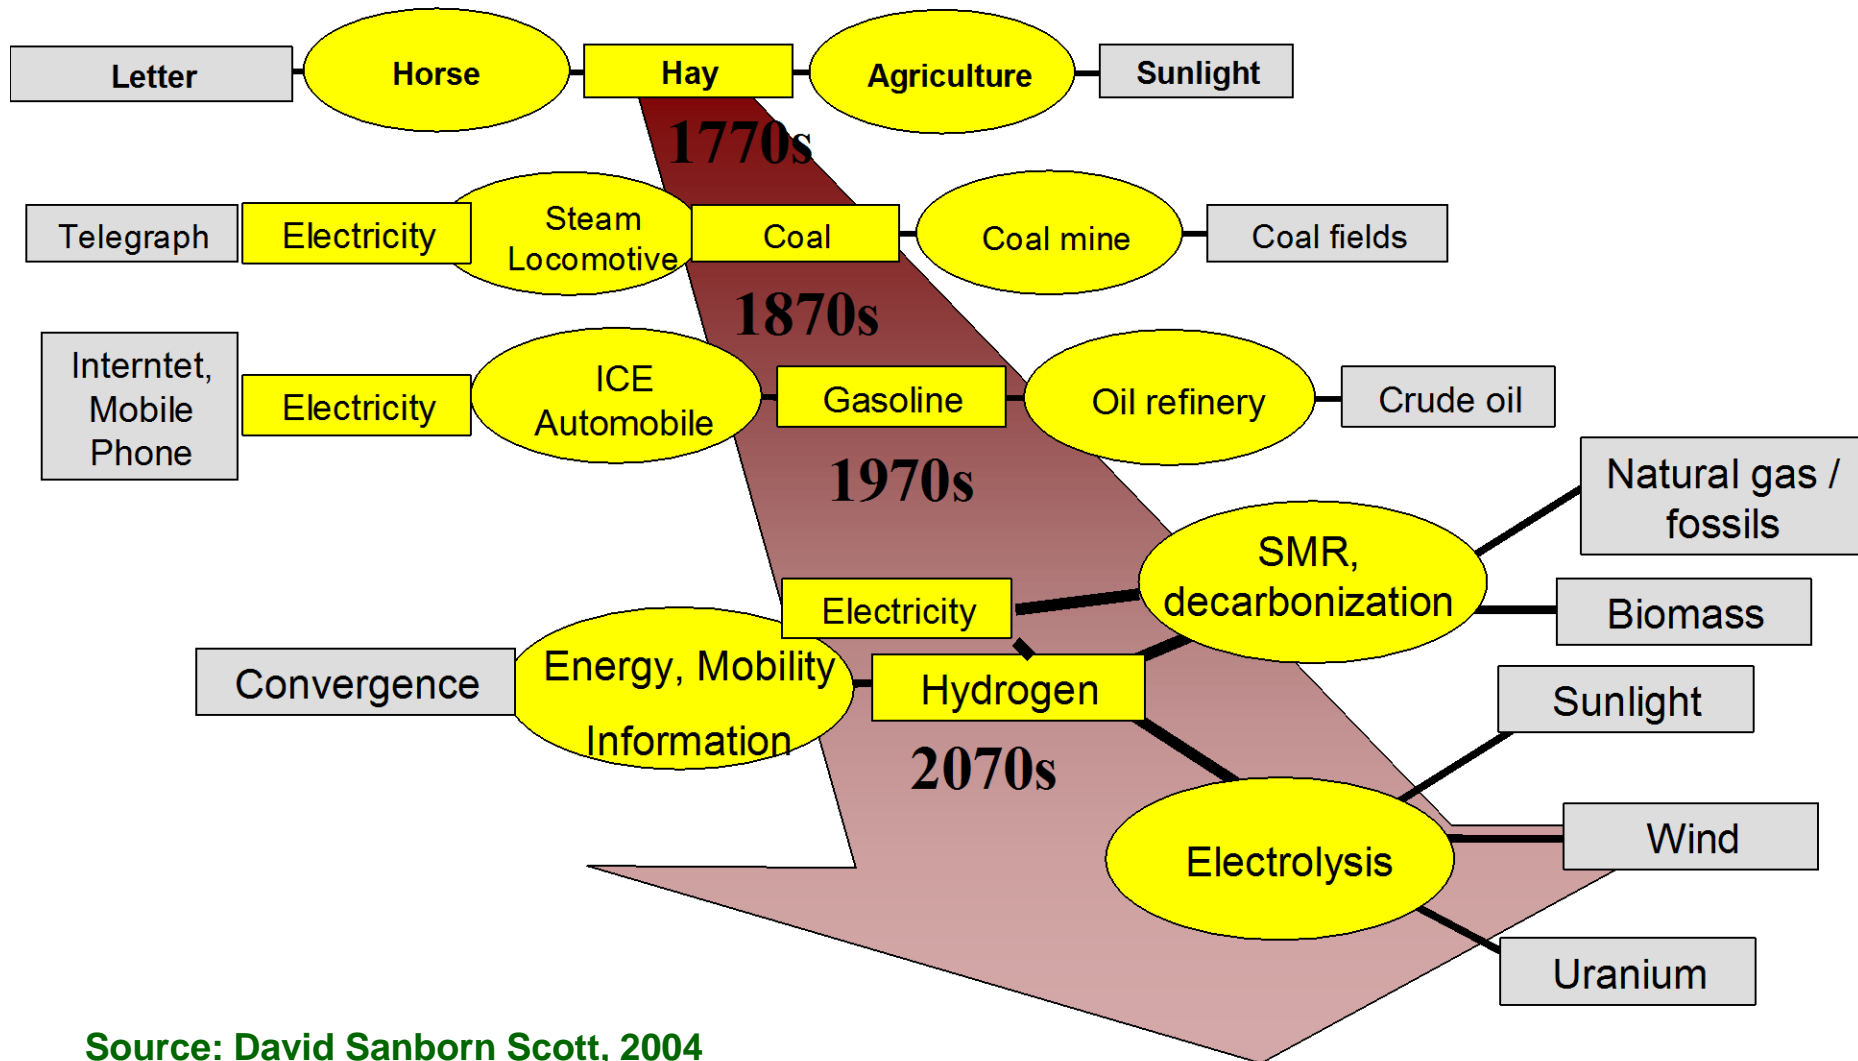 Letter
Horse
Hay
Agriculture
Sunlight
1770s
Telegraph
Electricity
Steam
Locomotive
Coal
Coal mine
Coal fields
1870s
Interntet,
Mobile
Phone
Electricity
ICE
Automobile
Gasoline
Oil refinery
Crude oil
1970s
Natural gas /
fossils
SMR,
decarbonization
Electricity
Biomass
Convergence
Energy, Mobility
Information
Hydrogen
Sunlight
2070s
Wind
Electrolysis
Uranium
Source: David Sanborn Scott, 2004